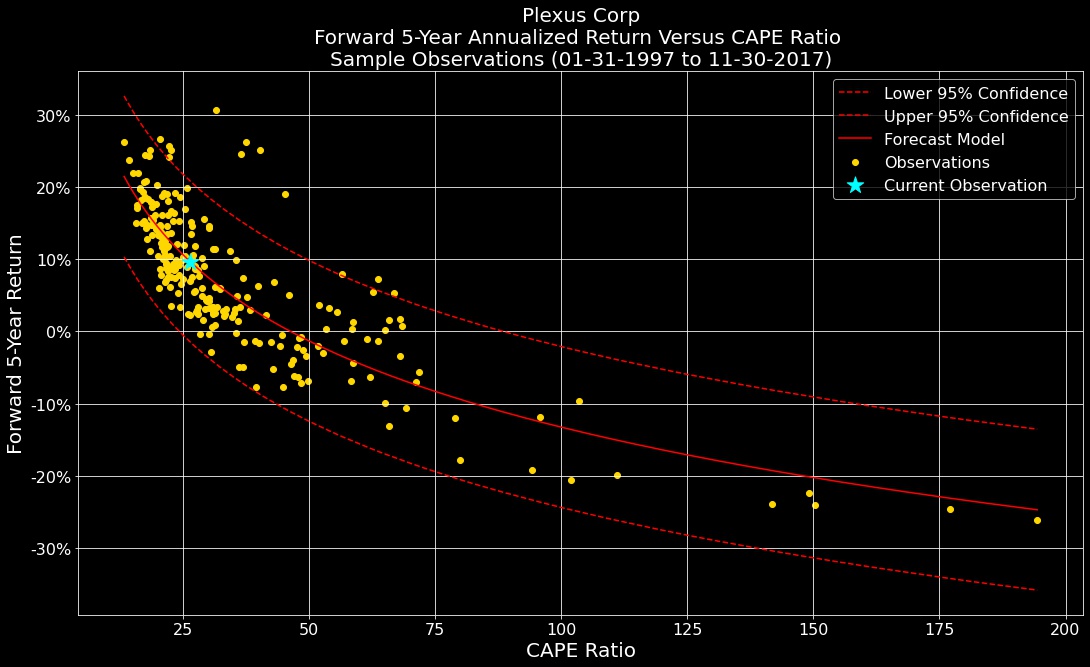 Plexus Corp
Forward 5-Year Annualized Return Versus CAPE Ratio
Sample Observations (01-31-1997 to 11-30-2017)
Lower 95% Confidence
Upper 95% Confidence
Forecast Model
Observations
Current Observation
Forward 5-Year Return
30%
20%
10%
0%
-10%
-20%
-30%
25
50
75
100
125
150
175
200
CAPE Ratio